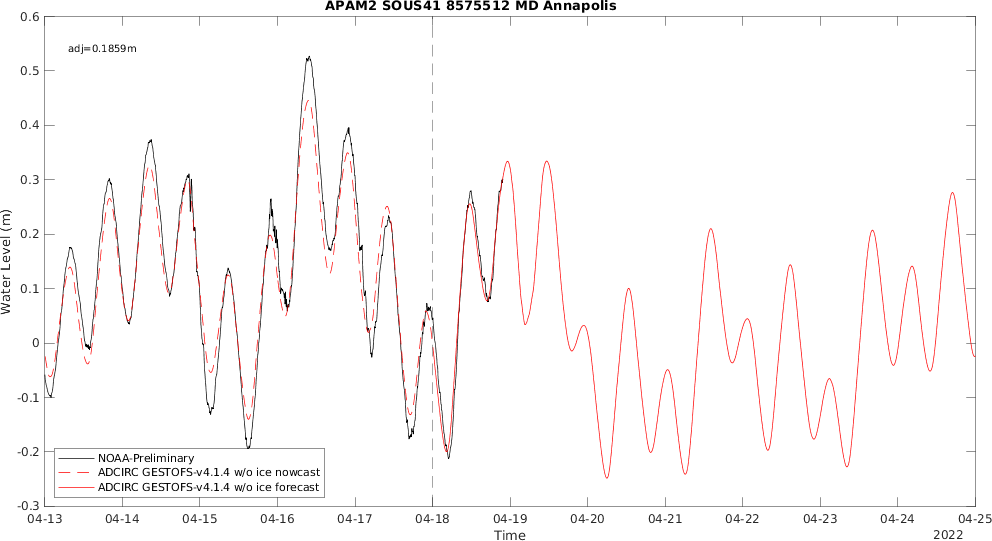 APAM2 SOUS41 8575512 MD Annapolis
adj=0.1859m
0.6
0.5
0.4
0.3
0.2
0.1
0
-0.1
-0.2
-0.3
Water Level (m)
NOAA-Preliminary
ADCIRC GESTOFS-v4.1.4 w/o ice nowcast
ADCIRC GESTOFS-v4.1.4 w/o ice forecast
04-13 04-14 04-15 04-16 04-17 04-18 04-19 04-20 04-21 04-22 04-23 04-24 04-25
Time
2022